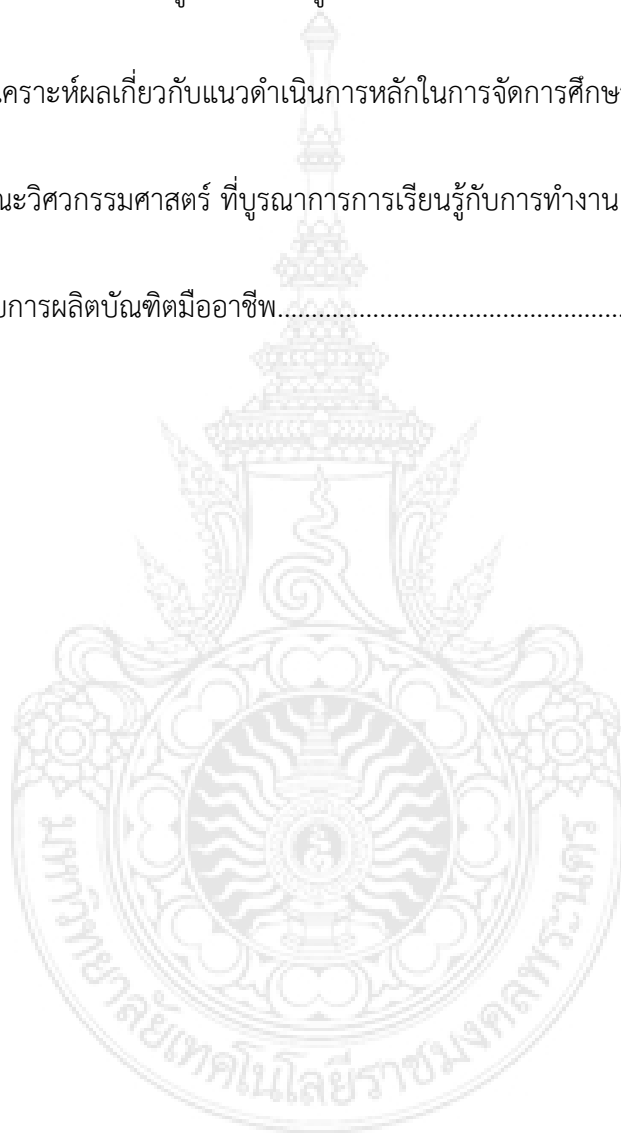 เคราะห์ผลเกี่ยวกับแนวดำเนินการหลักในการจัดการศึกษา
ณะวิศวกรรมศาสตร์ ที่บูรณาการการเรียนรู้กับการทำงาน
บการผลิตบัณฑิตมืออาชีพ................................................
มหาวิทยาลัยเทคโนโลยีราชมงคลพระนคร